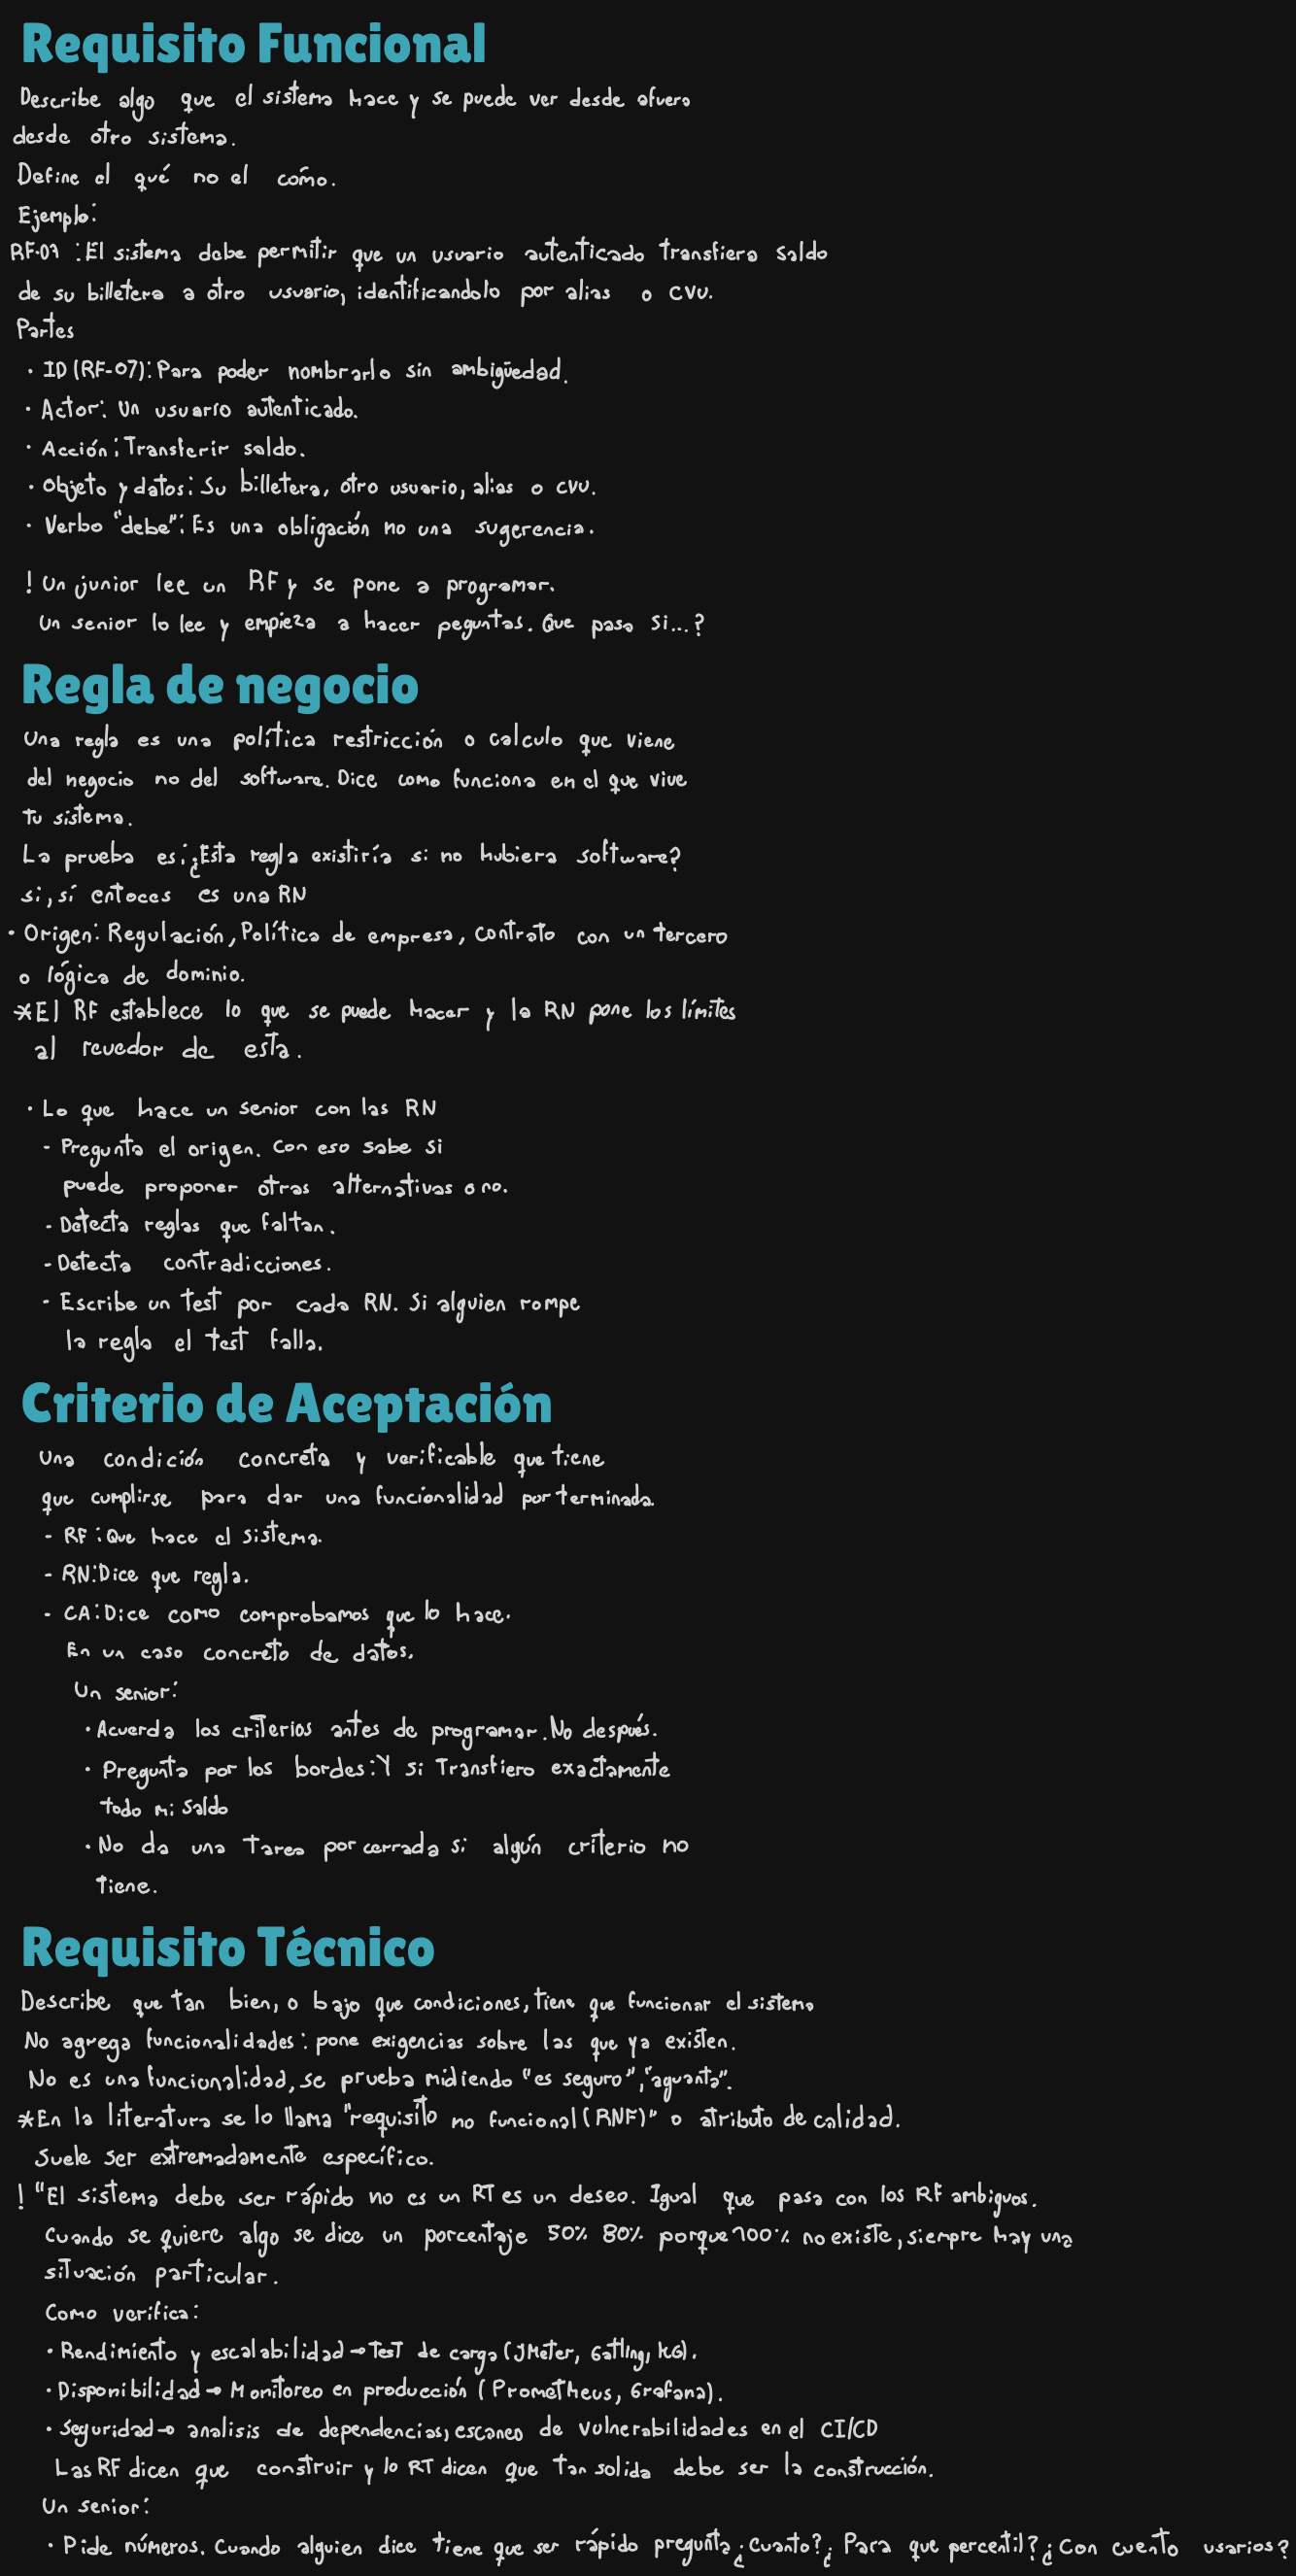 Requisito Funcional
Describe algo que el sistema hace y se puede ver desde afuera
desde otro sistema.
Define el qué no el cómo.
Ejemplo:
RF-07 : El sistema debe permitir que un usuario autenticado transfiera saldo
de su billetera a otro usuario, identificandolo por alias o CVU.
Partes
• ID (RF-07): Para poder nombrarlo sin ambigüedad.
• Actor: Un usuario autenticado.
• Acción: Transferir saldo.
• Objeto y datos: Su billetera, otro usuario, alias o CVU.
• Verbo "debe": Es una obligación no una sugerencia.
! Un junior lee un RF y se pone a programar.
Un senior lo lee y empieza a hacer peguntas. Que pasa si...?
Regla de negocio
Una regla es una política restricción o calculo que viene
del negocio no del software. Dice como funciona en el que vive
tu sistema.
La prueba es: ¿Esta regla existiría si no hubiera software?
si, sí entoces es una RN
• Origen: Regulación, Política de empresa, contrato con un tercero
o lógica de dominio.
*El RF establece lo que se puede hacer y la RN pone los límites
al revedor de esta.
• Lo que hace un senior con las RN
- Pregunta el origen. Con eso sabe si
puede proponer otras alternativas o no.
- Detecta reglas que faltan.
- Detecta contradicciones.
- Escribe un test por cada RN. Si alguien rompe
la regla el test falla.
Criterio de Aceptación
Una condición concreta y verificable que tiene
que cumplirse para dar una funcionalidad por terminada.
- RF: Que hace el sistema.
- RN: Dice que regla.
- CA: Dice como comprobamos que lo hace.
En un caso concreto de datos.
Un senior:
• Acuerda los criterios antes de programar. No después.
• Pregunta por los bordes: Y si Transfiero exactamente
todo mi saldo
• No da una tarea por cerrada si algún criterio no
tiene.
Requisito Técnico
Describe que tan bien, o bajo que condiciones, tiene que funcionar el sistema
No agrega funcionalidades: pone exigencias sobre las que ya existen.
No es una funcionalidad, se prueba midiendo "es seguro", "aguanta".
*En la literatura se lo llama "requisito no funcional (RNF)" o atributo de calidad.
Suele ser extremadamente específico.
! "El sistema debe ser rápido no es un RT es un deseo. Igual que pasa con los RF ambiguos.
Cuando se quiere algo se dice un porcentaje 50% 80% porque 100% no existe, siempre hay una
situación particular.
Como verifica:
• Rendimiento y escalabilidad → Test de carga (JMeter, Gatling, K6).
• Disponibilidad → Monitoreo en producción (Prometheus, Grafana).
• Seguridad → analisis de dependencias, escaneo de vulnerabilidades en el CI/CD
Las RF dicen que construir y lo RT dicen que tan solida debe ser la construcción.
Un senior:
• Pide números. Cuando alguien dice tiene que ser rápido pregunta ¿Cuanto? ¿Para que percentil? ¿Con cuento usuarios?